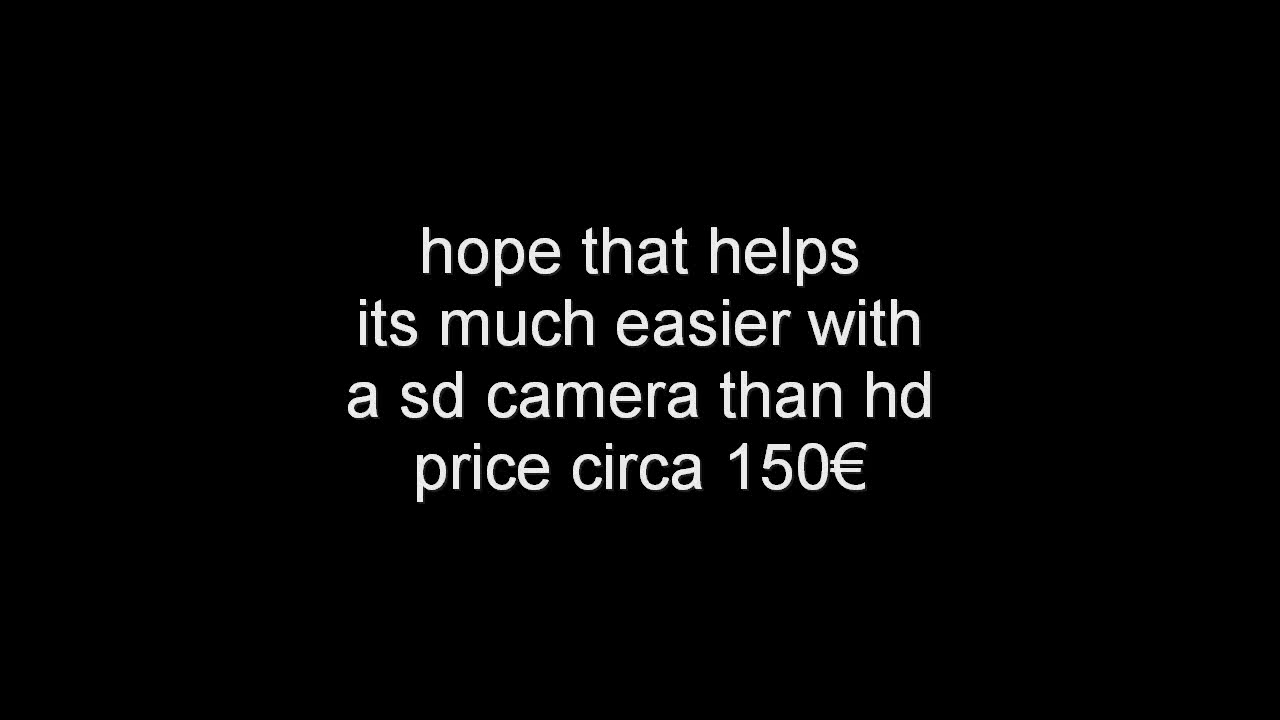 hope that helps
its much easier with
a sd camera than hd
price circa 150€